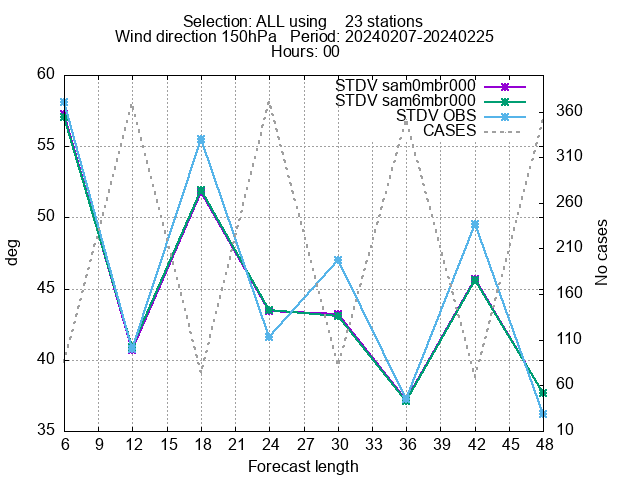 Selection: ALL using    23 stations
Wind direction 150hPa   Period: 20240207-20240225
Hours: 00
STDV sam0mbr000
STDV sam6mbr000
STDV OBS
CASES
60
55
50
45
40
35
deg
360
310
260
210
160
110
60
10
No cases
6 9 12 15 18 21 24 27 30 33 36 39 42 45 48
Forecast length